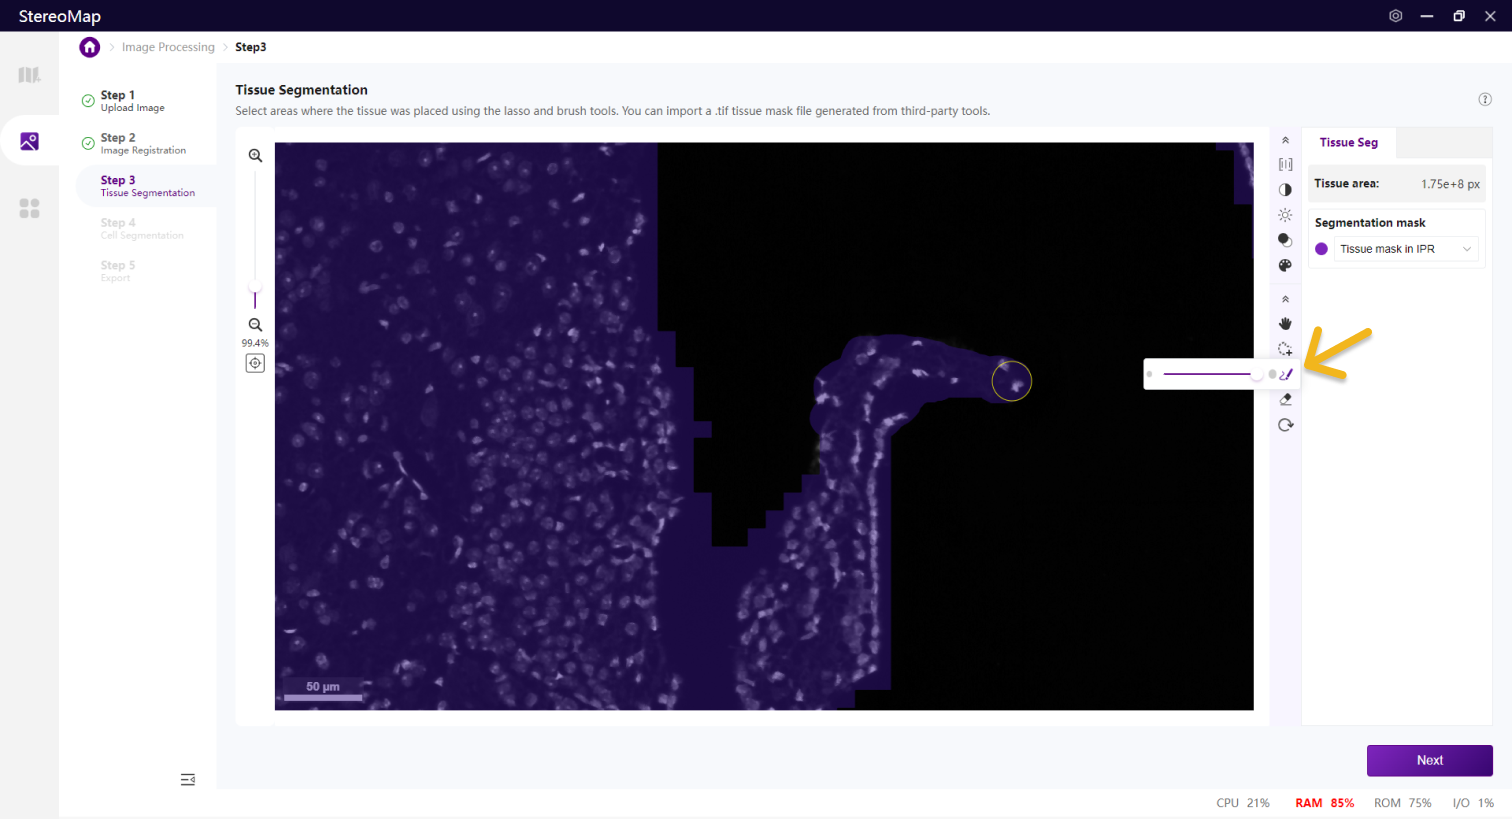 StereoMap
Image Processing
Step3
Step 1
Upload Image
Step 2
Image Registration
Step 3
Tissue Segmentation
Step 4
Cell Segmentation
Step 5
Export
Tissue Segmentation
Select areas where the tissue was placed using the lasso and brush tools. You can import a .tif tissue mask file generated from third-party tools.
99.4%
50 μm
Tissue Seg
Tissue area: 1.75e+8 px
Segmentation mask
Tissue mask in IPR
Next
CPU 21% RAM 85% ROM 75% I/O 1%